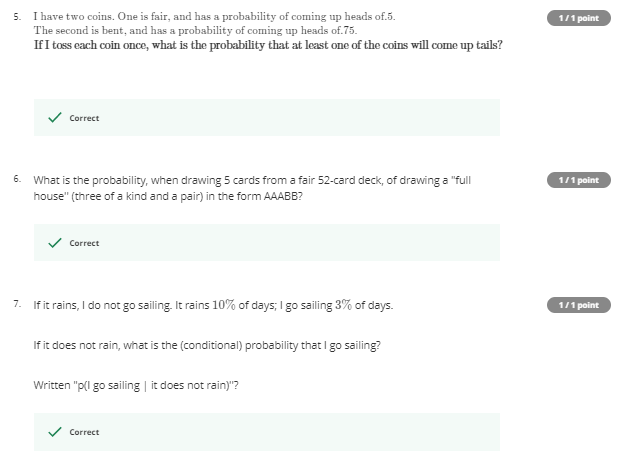 5. I have two coins. One is fair, and has a probability of coming up heads of.5.
1 / 1 point
The second is bent, and has a probability of coming up heads of.75.
If I toss each coin once, what is the probability that at least one of the coins will come up tails?
Correct
6. What is the probability, when drawing 5 cards from a fair 52-card deck, of drawing a "full
1 / 1 point
house" (three of a kind and a pair) in the form AAABB?
Correct
7. If it rains, I do not go sailing. It rains 10% of days; I go sailing 3% of days.
1 / 1 point
If it does not rain, what is the (conditional) probability that I go sailing?
Written "p(I go sailing | it does not rain)"?
Correct